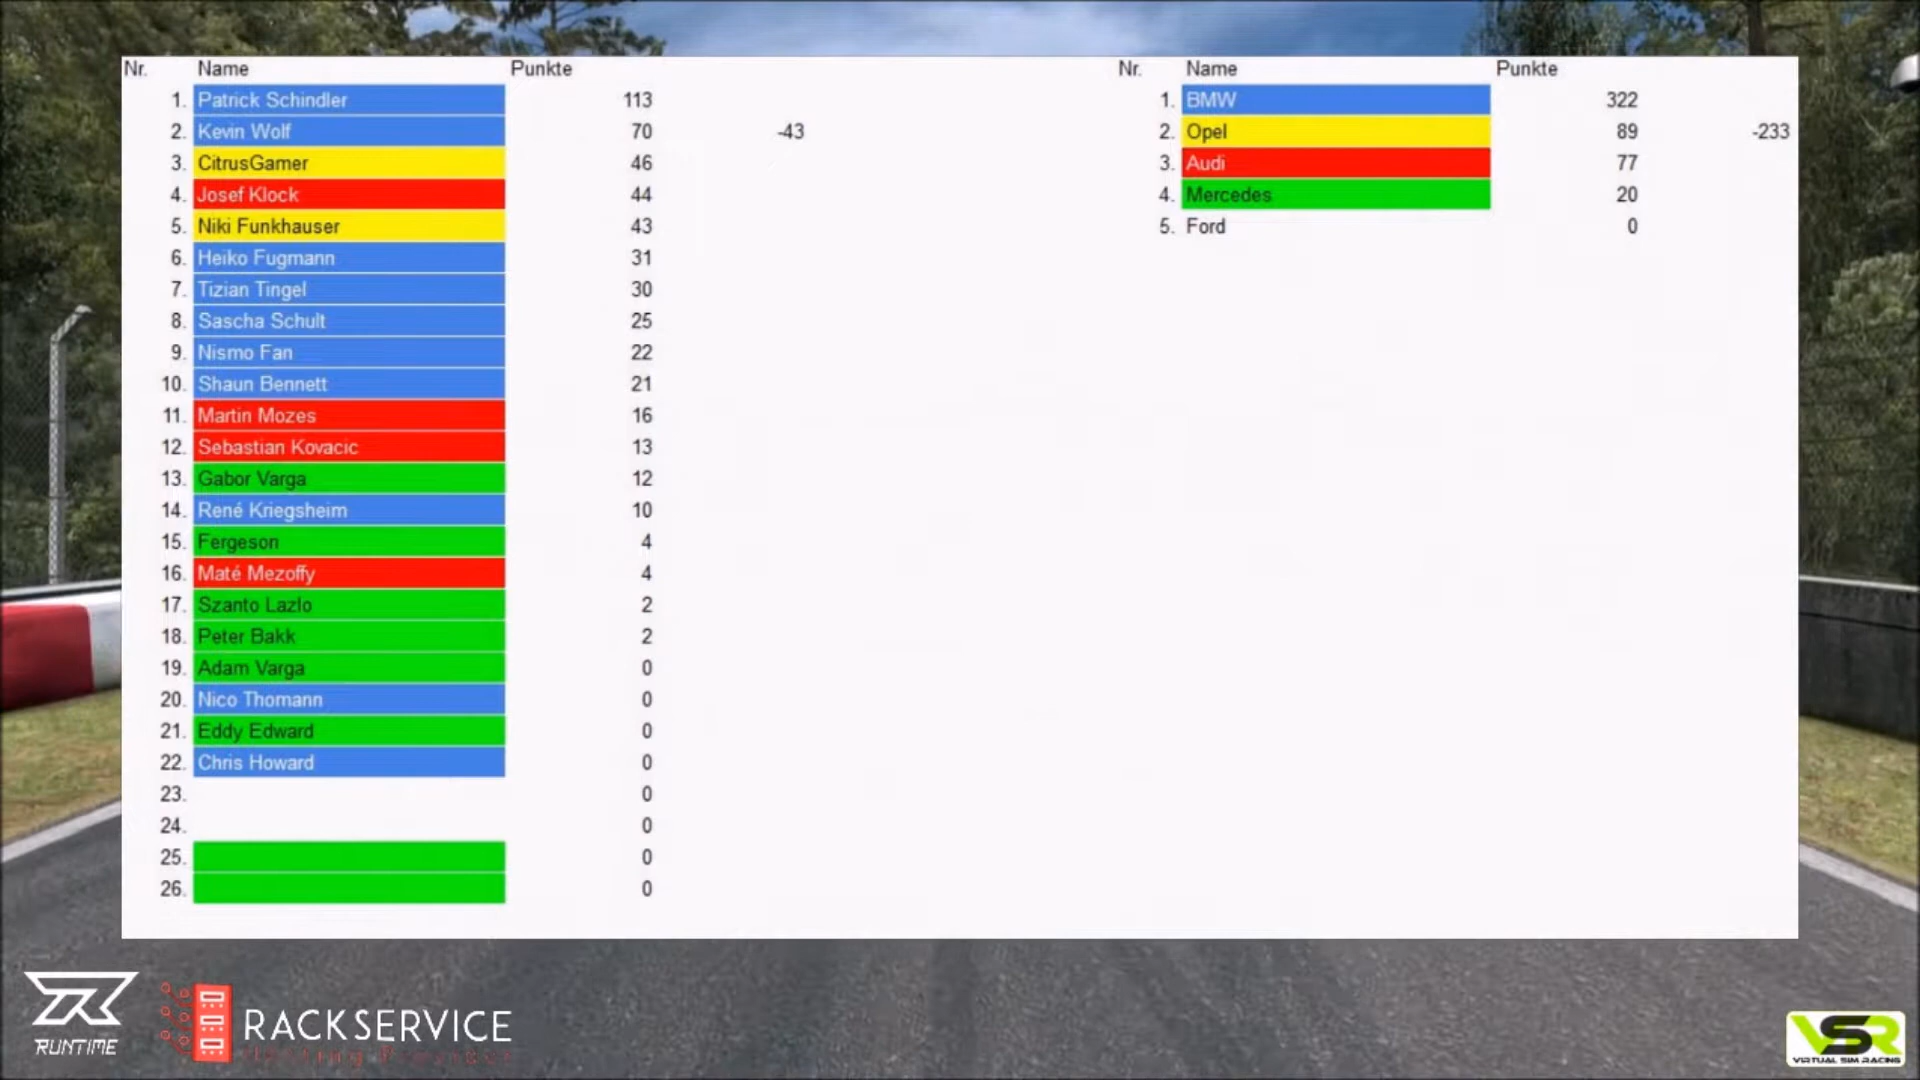 Nr. Name Punkte
1. Patrick Schindler 113
2. Kevin Wolf 70 -43
3. CitrusGamer 46
4. Josef Klock 44
5. Niki Funkhauser 43
6. Heiko Fugmann 31
7. Tizian Tingel 30
8. Sascha Schult 25
9. Nismo Fan 22
10. Shaun Bennett 21
11. Martin Mozes 16
12. Sebastian Kovacic 13
13. Gabor Varga 12
14. René Kriegsheim 10
15. Fergeson 4
16. Maté Mezoffy 4
17. Szanto Lazlo 2
18. Peter Bakk 2
19. Adam Varga 0
20. Nico Thomann 0
21. Eddy Edward 0
22. Chris Howard 0
23. 0
24. 0
25. 0
26. 0
Nr. Name Punkte
1. BMW 322
2. Opel 89 -233
3. Audi 77
4. Mercedes 20
5. Ford 0
RUNTIME
RACKSERVICE
Hosting Provider
VSR
VIRTUAL SIM RACING